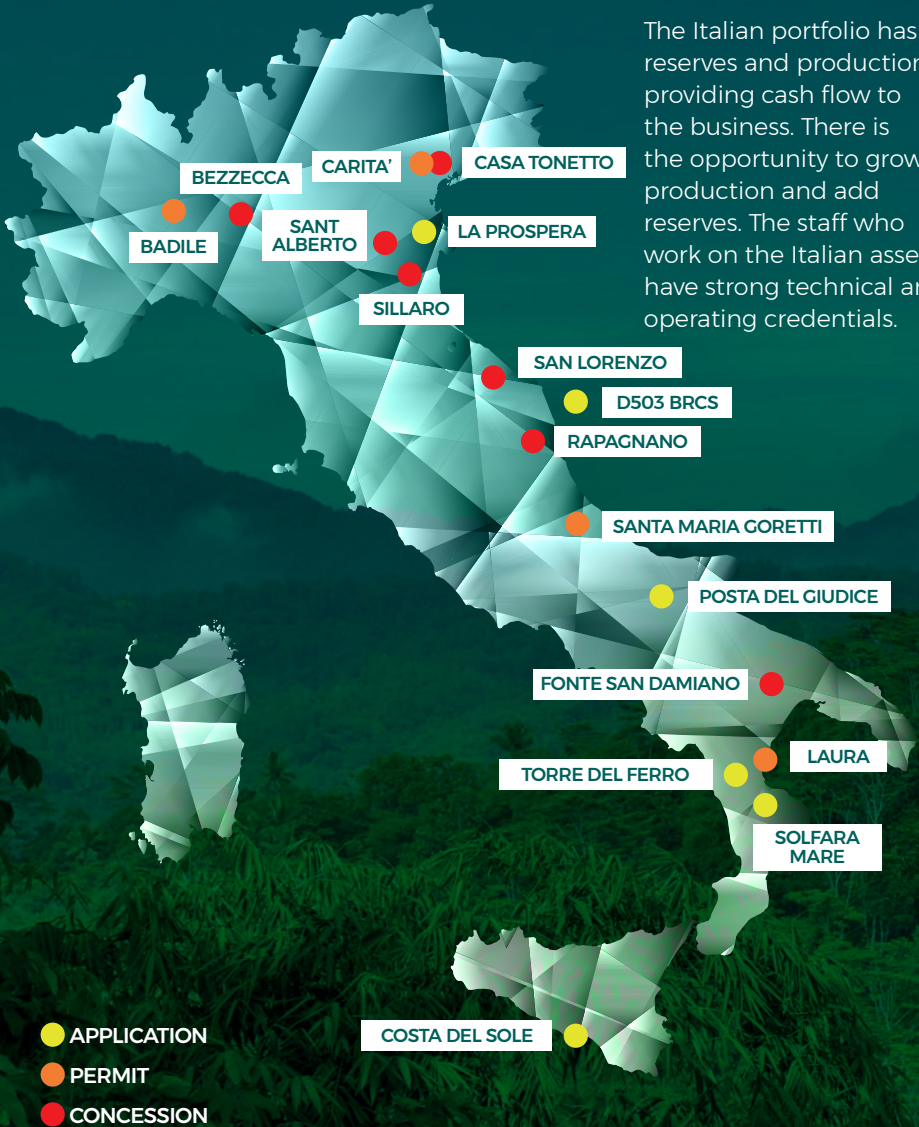 The Italian portfolio has
reserves and production
providing cash flow to
the business. There is
the opportunity to grow
production and add
reserves. The staff who
work on the Italian
have strong technical
operating credentials.
CARITA'
CASA TONETTO
BEZZECCA
SANT
ALBERTO
LA PROSPERA
BADILE
SILLARO
SAN LORENZO
D503 BRCS
RAPAGNANO
SANTA MARIA GORETTI
POSTA DEL GIUDICE
FONTE SAN DAMIANO
LAURA
TORRE DEL FERRO
SOLFARA
MARE
COSTA DEL SOLE
APPLICATION
PERMIT
CONCESSION